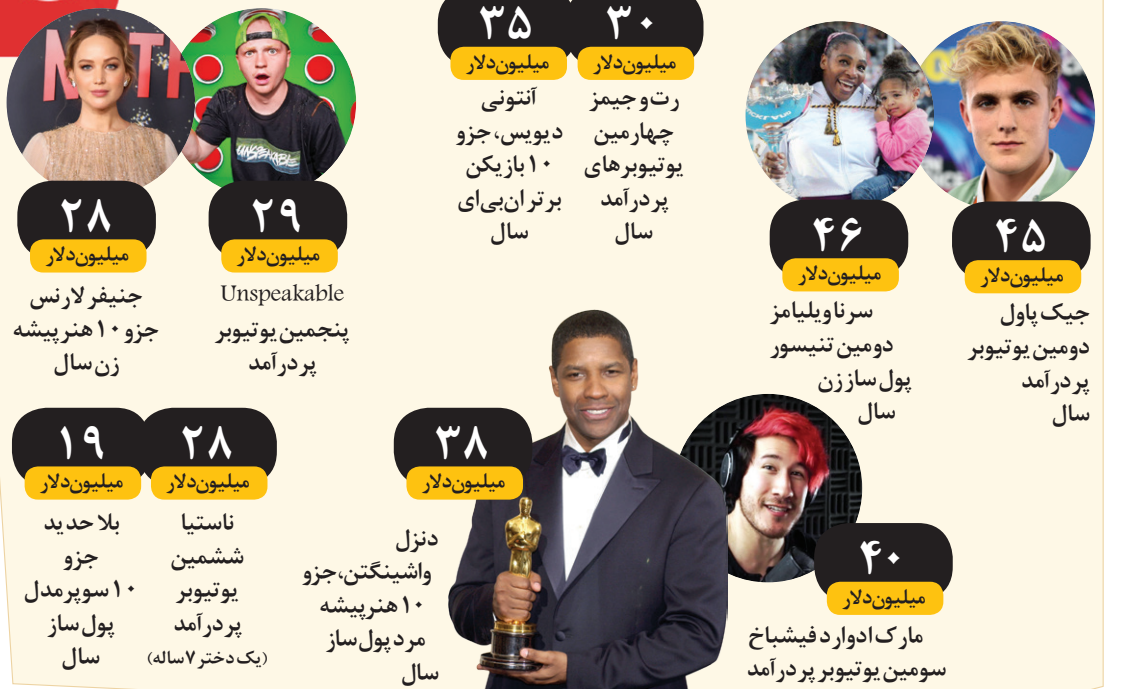 ۴۵
میلیون‌دلار
جیک پاول
دومین یوتیوبر
پردرآمد
سال
۴۶
میلیون‌دلار
سرنا ویلیامز
دومین تنیسور
پول‌ساز زن
سال
۳۰
میلیون‌دلار
رت و جیمز
چهارمین
یوتیوبرهای
پردرآمد
سال
۳۵
میلیون‌دلار
آنتونی
دیویس، جزو
۱۰ بازیکن
برتر ان‌بی‌ای
سال
۲۹
میلیون‌دلار
Unspeakable
پنجمین یوتیوبر
پردرآمد
UNSPEAKABLE
۲۸
میلیون‌دلار
جنیفر لارنس
جزو ۱۰ هنرپیشه
زن سال
۴۰
میلیون‌دلار
مارک ادوارد فیشباخ
سومین یوتیوبر پردرآمد
۳۸
میلیون‌دلار
دنزل
واشینگتن، جزو
۱۰ هنرپیشه
مرد پول‌ساز
سال
۲۸
میلیون‌دلار
ناستیا
ششمین
یوتیوبر
پردرآمد
(یک دختر ۷ساله)
۱۹
میلیون‌دلار
بلا حدید
جزو
۱۰ سوپرمدل
پول‌ساز
سال